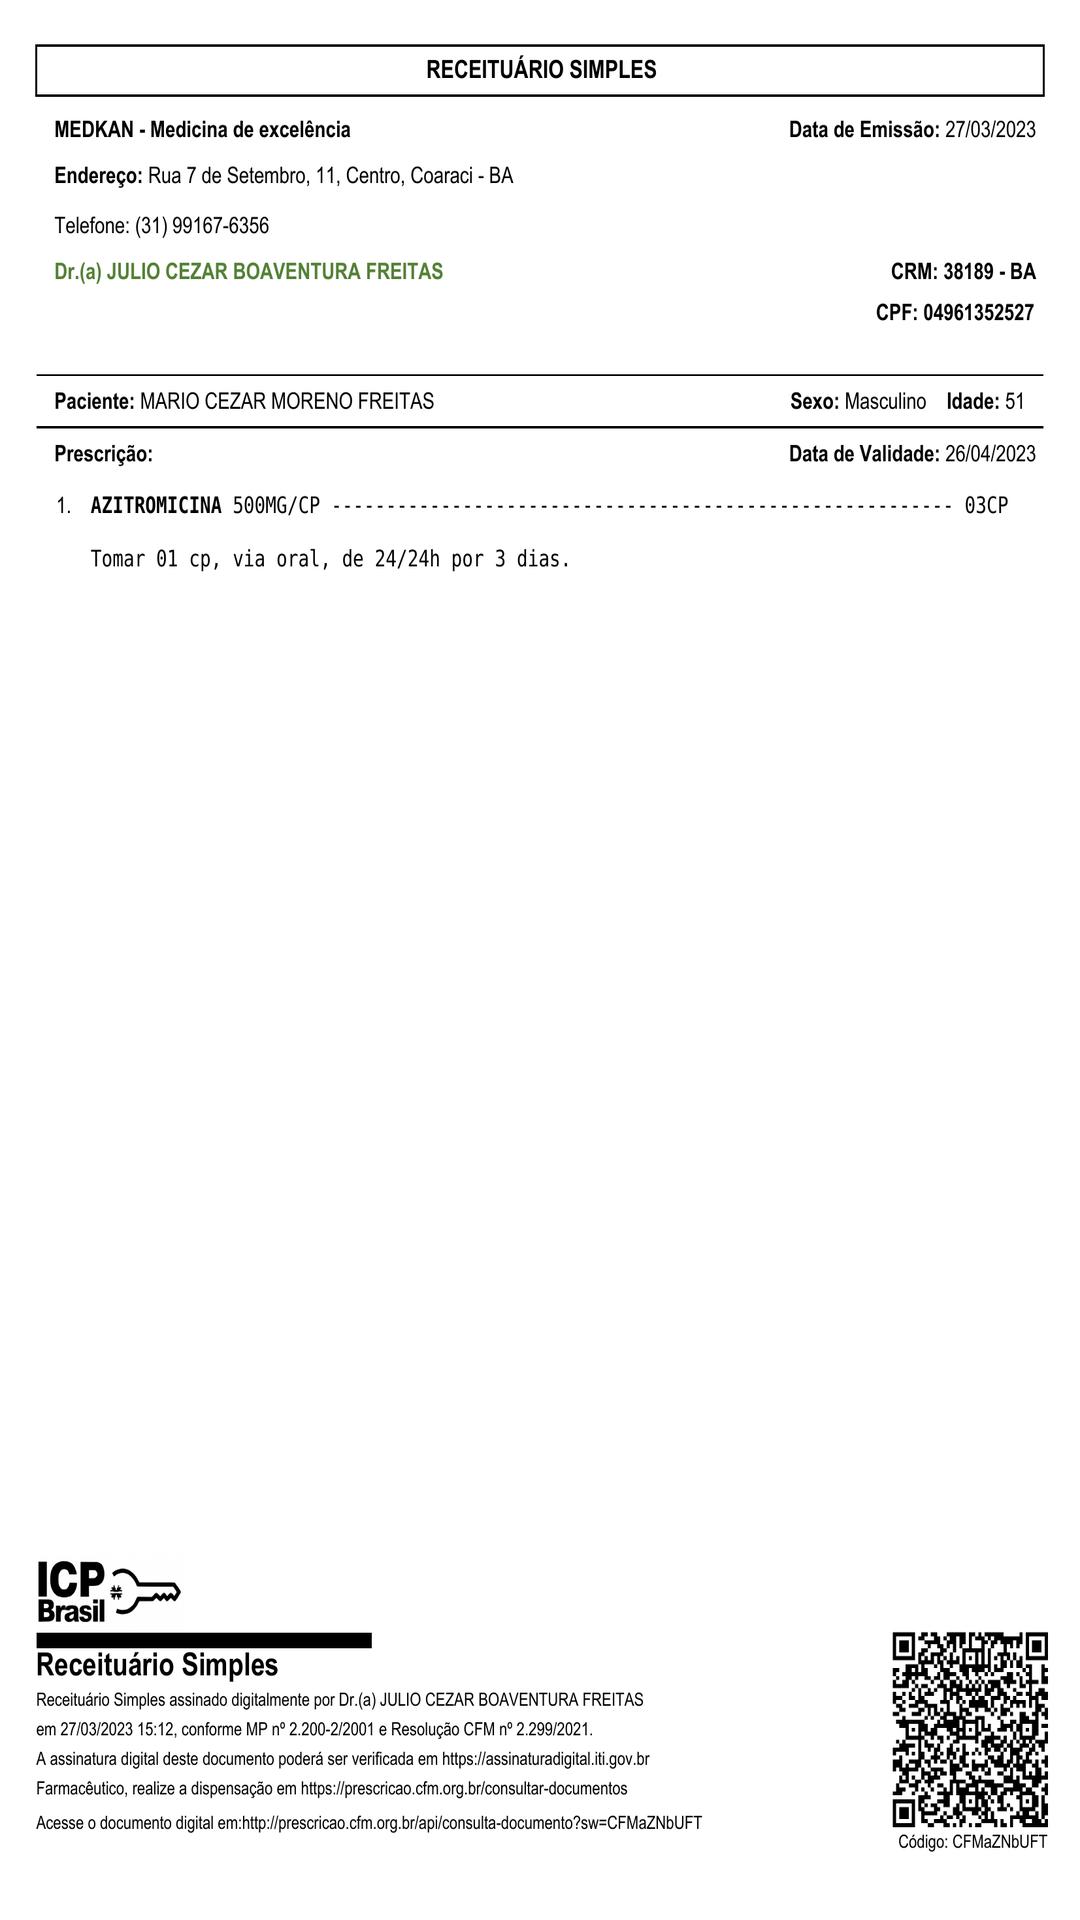 RECEITUÁRIO SIMPLES
MEDKAN - Medicina de excelência Data de Emissão: 27/03/2023
Endereço: Rua 7 de Setembro, 11, Centro, Coaraci - BA
Telefone: (31) 99167-6356
Dr.(a) JULIO CEZAR BOAVENTURA FREITAS CRM: 38189 - BA
CPF: 04961352527
Paciente: MARIO CEZAR MORENO FREITAS Sexo: Masculino Idade: 51
Prescrição: Data de Validade: 26/04/2023
1. AZITROMICINA 500MG/CP --------------------------------------------------------- 03CP
Tomar 01 cp, via oral, de 24/24h por 3 dias.
ICP
Brasil
Receituário Simples
Receituário Simples assinado digitalmente por Dr.(a) JULIO CEZAR BOAVENTURA FREITAS
em 27/03/2023 15:12, conforme MP nº 2.200-2/2001 e Resolução CFM nº 2.299/2021.
A assinatura digital deste documento poderá ser verificada em https://assinaturadigital.iti.gov.br
Farmacêutico, realize a dispensação em https://prescricao.cfm.org.br/consultar-documentos
Acesse o documento digital em:http://prescricao.cfm.org.br/api/consulta-documento?sw=CFMaZNbUFT
Código: CFMaZNbUFT